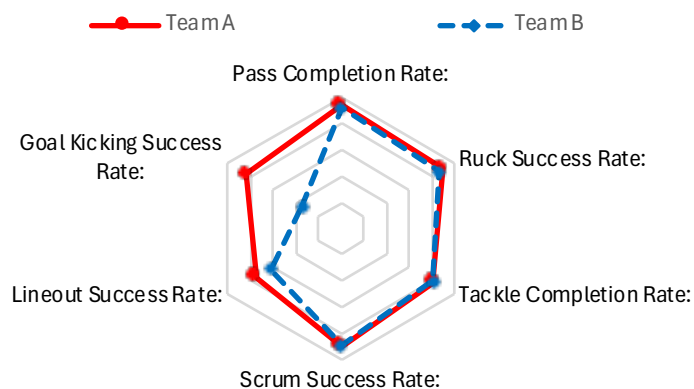 Team A
Team B
Pass Completion Rate:
Goal Kicking Success
Rate:
Ruck Success Rate:
Lineout Success Rate:
Tackle Completion Rate:
Scrum Success Rate: